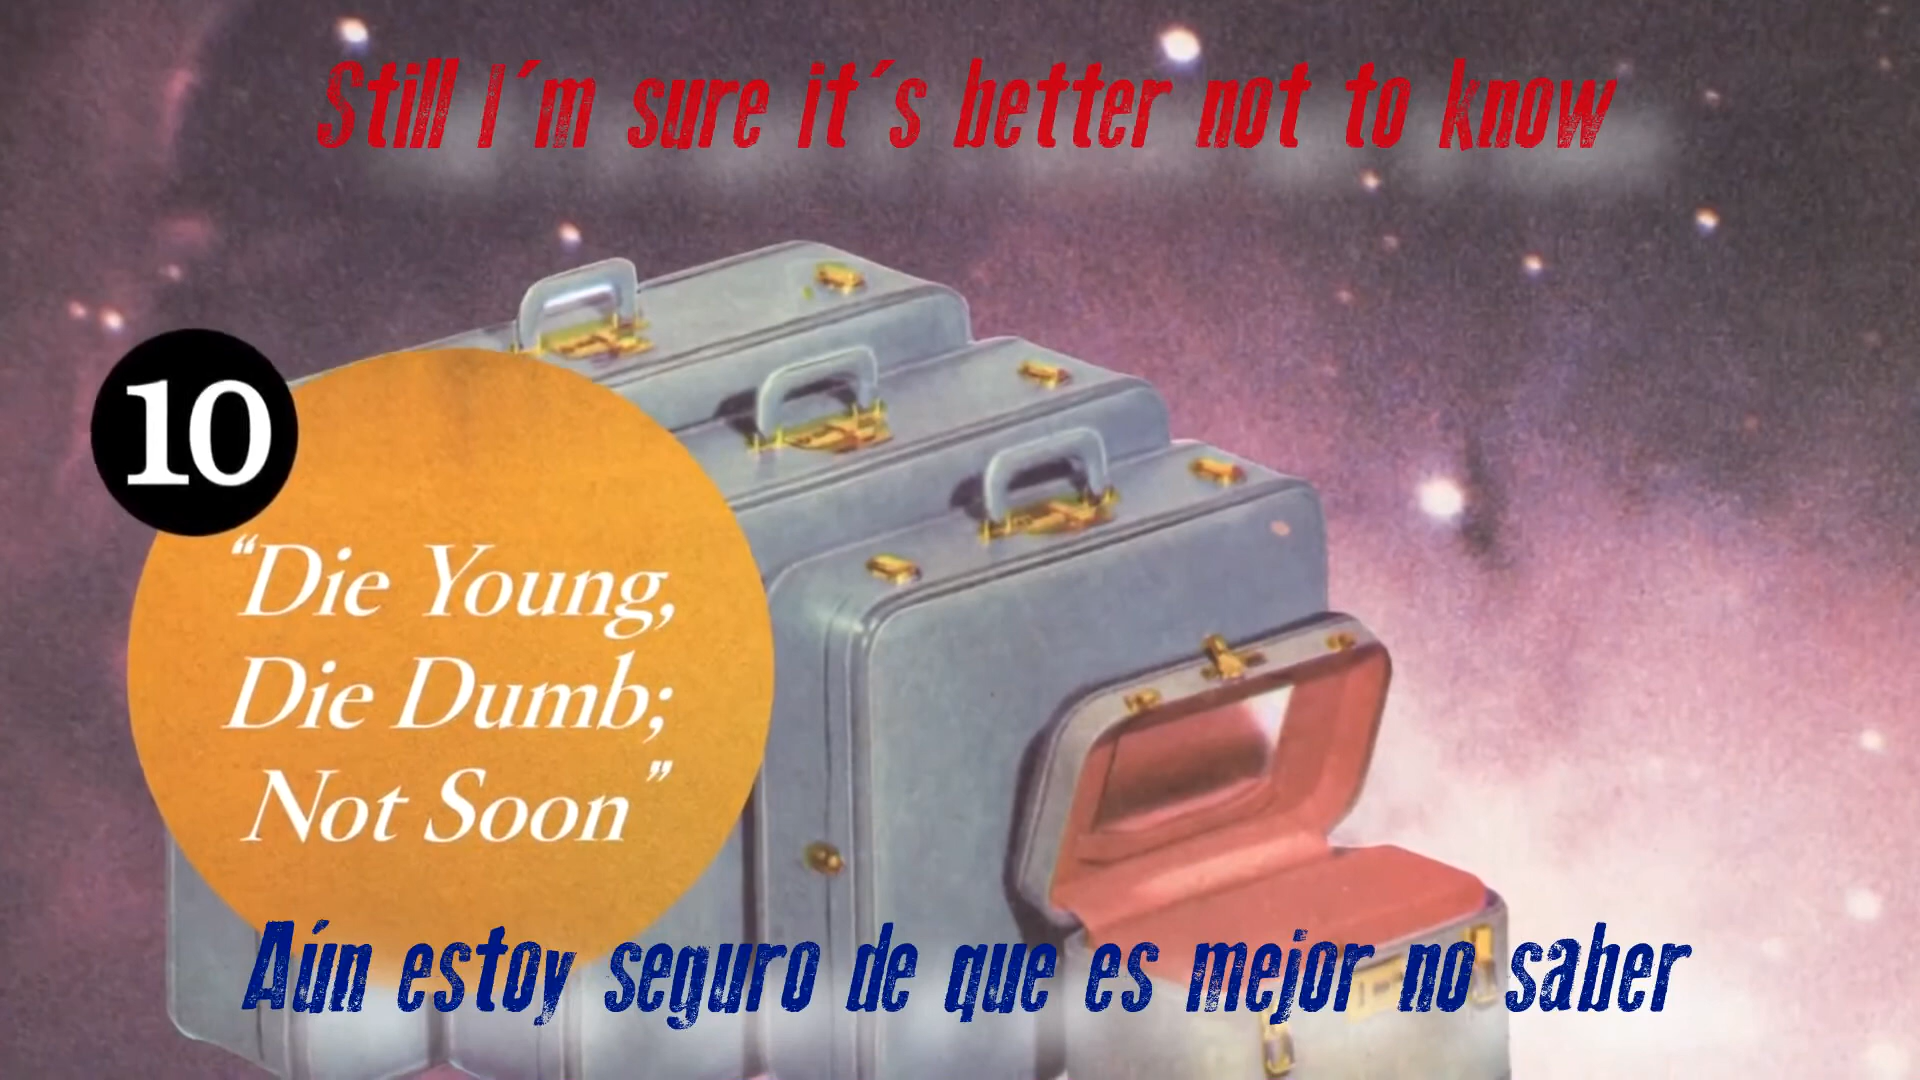 Still I´m sure it´s better not to know
10
“Die Young,
Die Dumb;
Not Soon”
Aún estoy seguro de que es mejor no saber